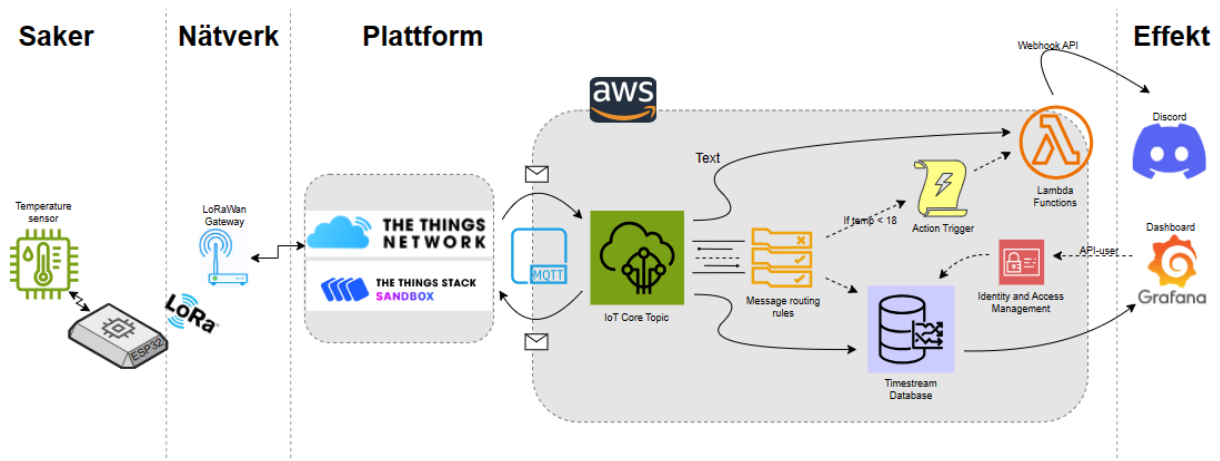 Saker
Nätverk
Plattform
Effekt
Webhook API
aws
Discord
Text
Temperature
sensor
LoRaWan
Gateway
THE THINGS
NETWORK
THE THINGS STACK
SANDBOX
MQTT
IoT Core Topic
Message routing
rules
If temp < 18
Action Trigger
Lambda
Functions
Dashboard
API-user
Grafana
Identity and Access
Management
LoRa
ESP32
Timestream
Database